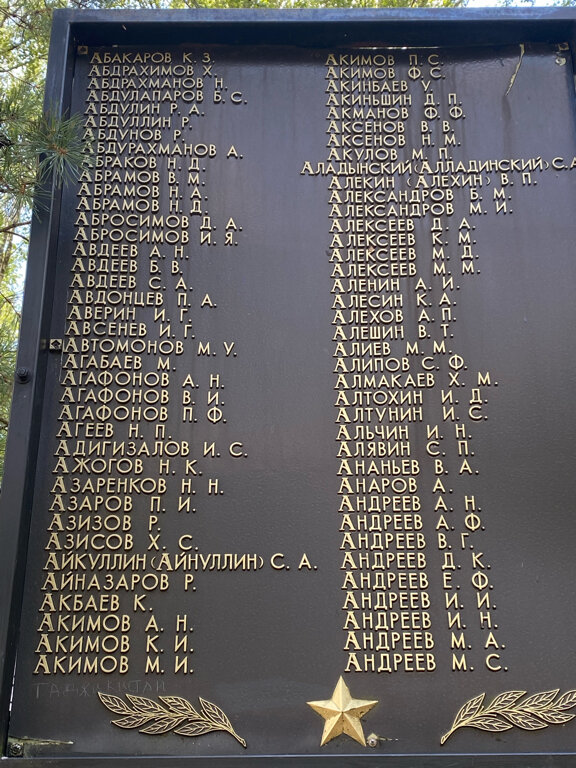 АБАКАРОВ К. З.
АБДРАХИМОВ Х.
АБДРАХМАНОВ Н.
АБДУЛАПАРОВ Б. С.
АБДУЛИН Р. А.
АБДУЛЛИН Р.
АБДУНОВ Р.
АБДУРАХМАНОВ А.
АБРАКОВ Н. Д.
АБРАМОВ В. М.
АБРАМОВ Н. А.
АБРАМОВ Н. Д.
АБРОСИМОВ Д. А.
АБРОСИМОВ И. Я.
АВДЕЕВ А. Н.
АВДЕЕВ Б. В.
АВДЕЕВ С. А.
АВДОНЦЕВ П. А.
АВЕРИН И. Г.
АВСЕНЕВ И. Г.
АВТОМОНОВ М. У.
АГАБАЕВ М.
АГАФОНОВ А. Н.
АГАФОНОВ В. И.
АГАФОНОВ П. Ф.
АГЕЕВ Н. П.
АДИГИЗАЛОВ И. С.
АЖОГОВ Н. К.
АЗАРЕНКОВ Н. Н.
АЗАРОВ П. И.
АЗИЗОВ Р.
АЗИСОВ Х. С.
АЙКУЛЛИН (АЙНУЛЛИН) С. А.
АЙНАЗАРОВ Р.
АКБАЕВ К.
АКИМОВ А. Н.
АКИМОВ К. И.
АКИМОВ М. И.
АКИМОВ П. С.
АКИМОВ Ф. С.
АКИНБАЕВ У.
АКИНЬШИН Д. П.
АКМАНОВ Ф. Ф.
АКСЕНОВ В. В.
АКСЕНОВ Н. М.
АКУЛОВ М. П.
АЛАДЬИНСКИЙ (АЛЛАДИНСКИЙ) С. А.
АЛЕКИН (АЛЕХИН) В. П.
АЛЕКСАНДРОВ Б. М.
АЛЕКСАНДРОВ М. И.
АЛЕКСЕЕВ Д. А.
АЛЕКСЕЕВ К. М.
АЛЕКСЕЕВ М. Д.
АЛЕКСЕЕВ М. М.
АЛЕНИН А. И.
АЛЕСИН К. А.
АЛЕХОВ А. П.
АЛЕШИН В. Т.
АЛИЕВ М. М.
АЛИПОВ С. Ф.
АЛМАКАЕВ Х. М.
АЛТОХИН И. Д.
АЛТУНИН И. С.
АЛЬЧИН И. Н.
АЛЯВИН С. П.
АНАНЬЕВ В. А.
АНАРОВ А.
АНДРЕЕВ А. Н.
АНДРЕЕВ А. Ф.
АНДРЕЕВ В. Г.
АНДРЕЕВ Д. К.
АНДРЕЕВ Е. Ф.
АНДРЕЕВ И. И.
АНДРЕЕВ И. Н.
АНДРЕЕВ М. А.
АНДРЕЕВ М. С.